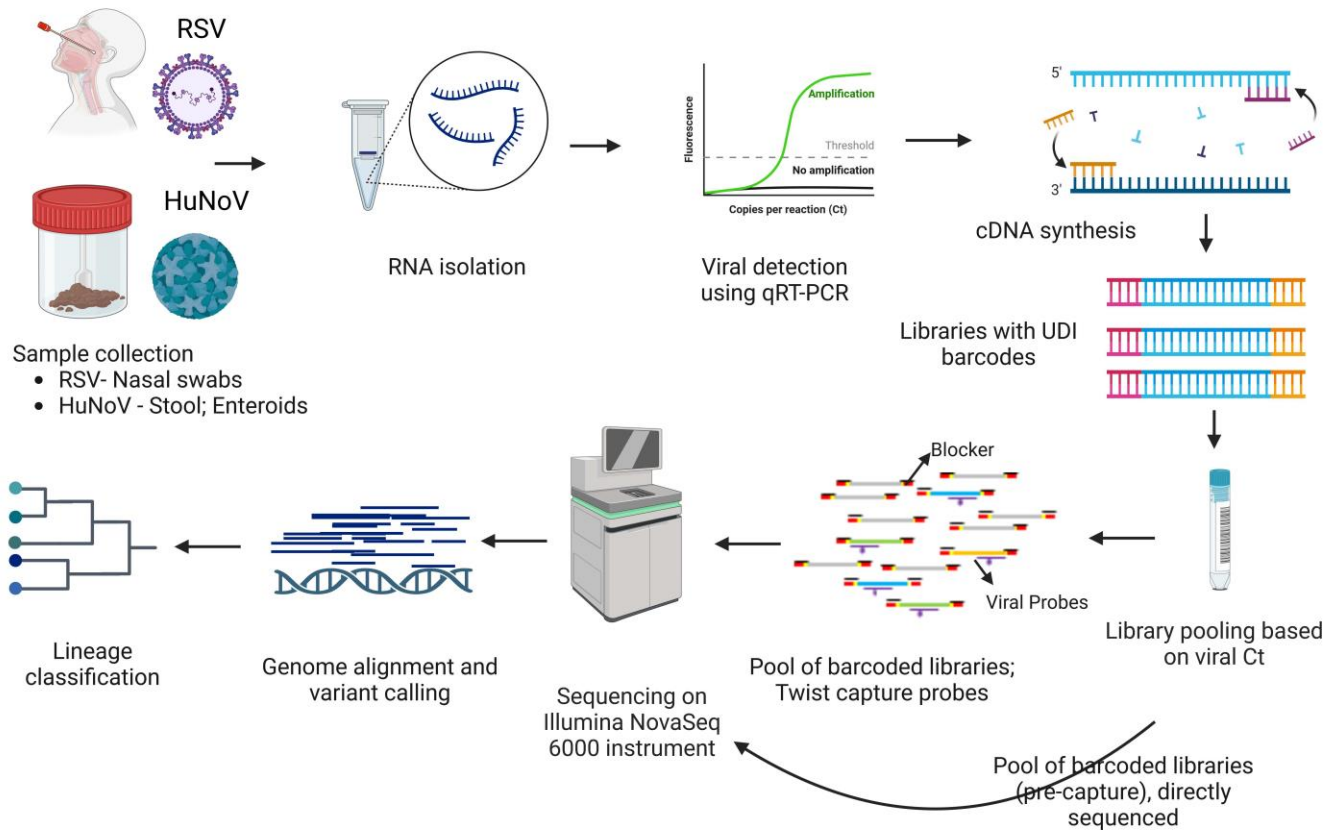 RSV
HuNoV
Sample collection
• RSV- Nasal swabs
• HuNoV - Stool; Enteroids
RNA isolation
Fluorescence
Amplification
Threshold
No amplification
Copies per reaction (Ct)
Viral detection
using qRT-PCR
5'
3'
cDNA synthesis
Libraries with UDI
barcodes
Library pooling based
on viral Ct
Blocker
Viral Probes
Pool of barcoded libraries;
Twist capture probes
Pool of barcoded libraries
(pre-capture), directly
sequenced
Sequencing on
Illumina NovaSeq
6000 instrument
Genome alignment and
variant calling
Lineage
classification